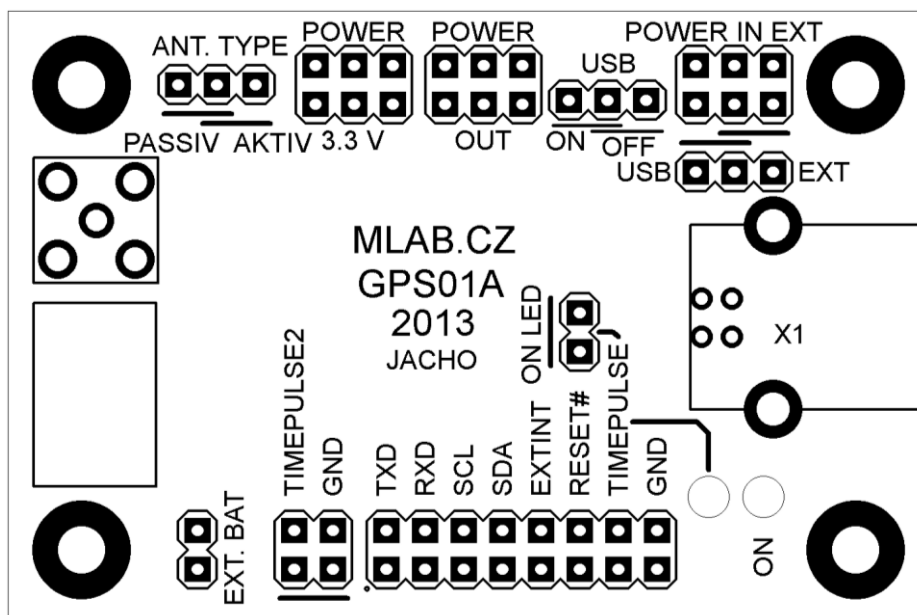 ANT. TYPE
POWER
POWER
USB
POWER IN EXT
PASSIV AKTIV
3.3 V
OUT
ON
OFF
USB
EXT
MLAB.CZ
GPS01A
2013
JACHO
X1
ON LED
TIMEPULSE2
GND
TXD
RXD
SCL
SDA
EXTINT
RESET#
TIMEPULSE
GND
EXT. BAT
ON